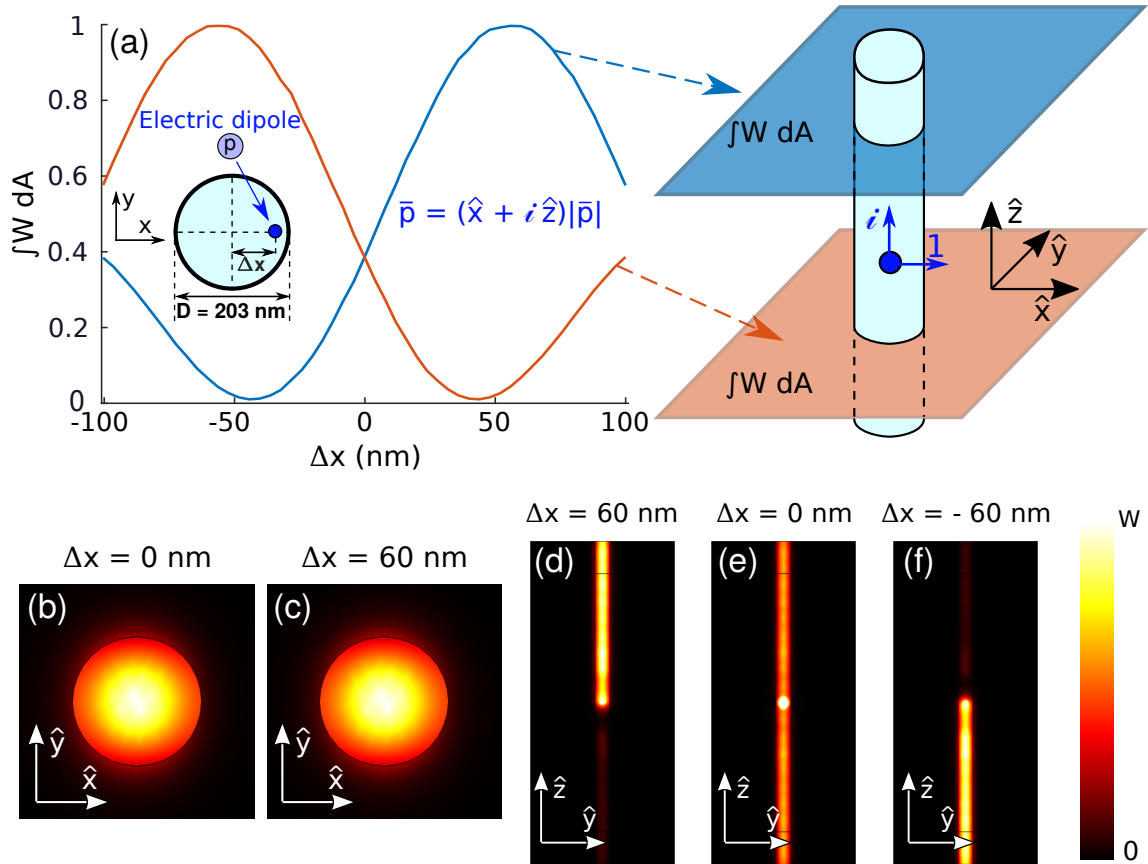 (a)
1
0.8
0.6
0.4
0.2
0
∫W dA
-100
-50
0
50
100
Δx (nm)
Electric dipole
p
y
x
Δx
D = 203 nm
p̄ = (x̂ + i ẑ)|p̄|
∫W dA
∫W dA
i
1
ẑ
ŷ
x̂
Δx = 0 nm
(b)
ŷ
x̂
Δx = 60 nm
(c)
ŷ
x̂
Δx = 60 nm
(d)
ẑ
ŷ
Δx = 0 nm
(e)
ẑ
ŷ
Δx = - 60 nm
(f)
ẑ
ŷ
W
0